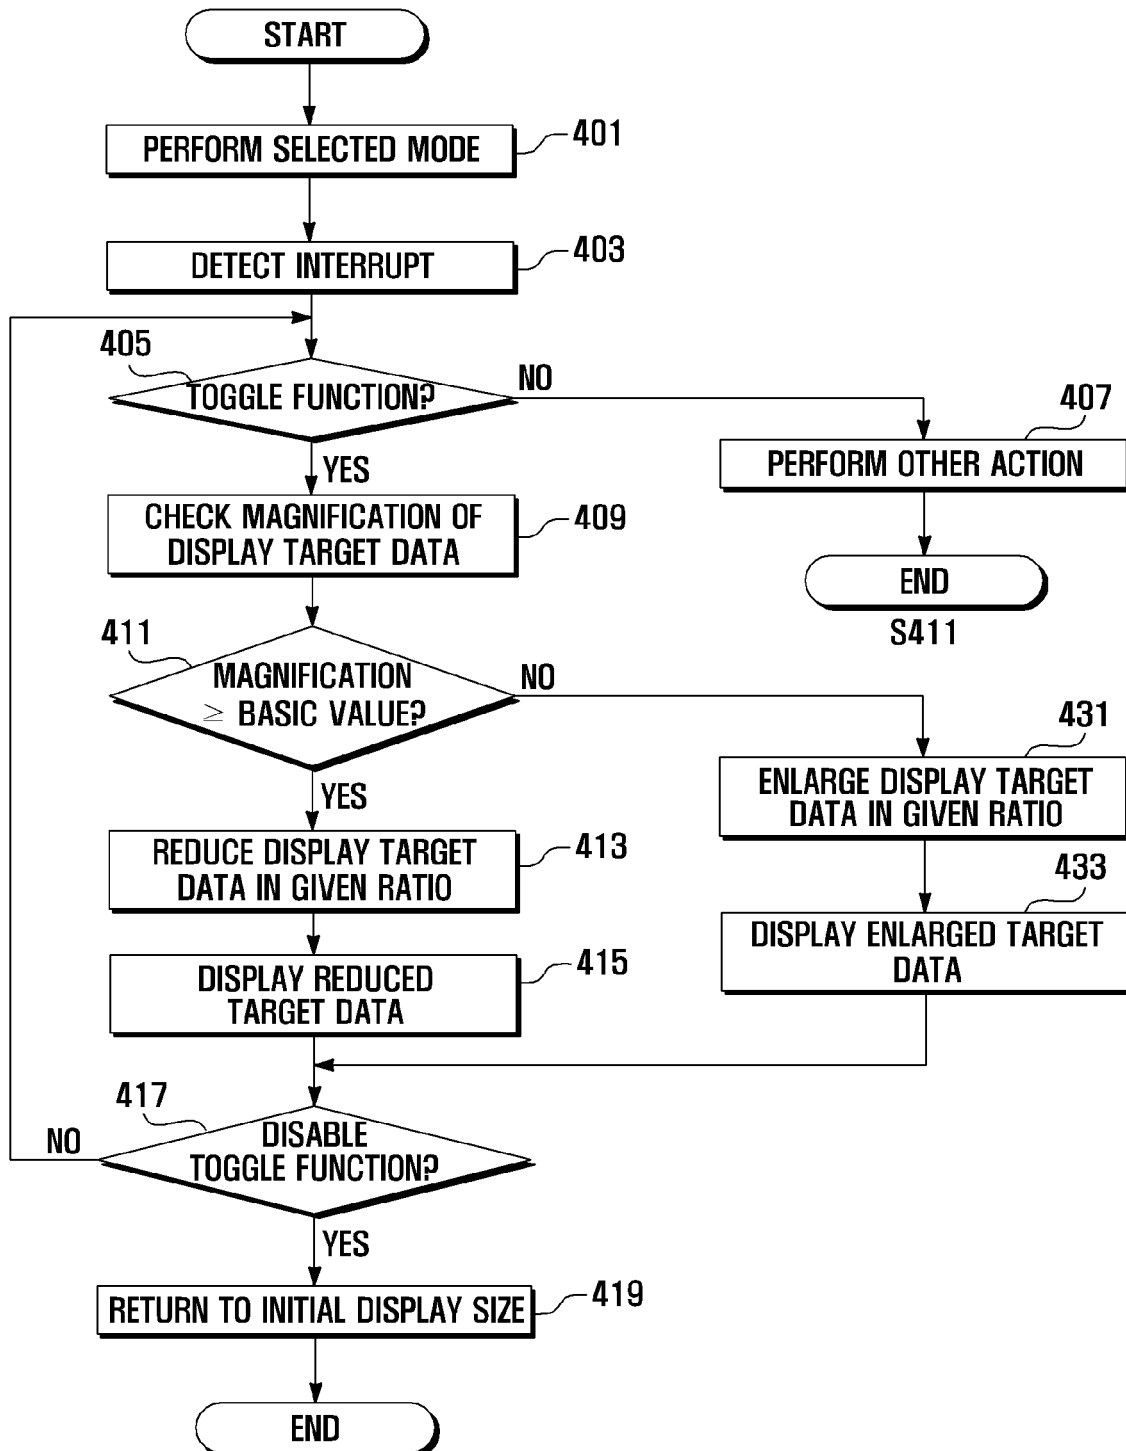 START
PERFORM SELECTED MODE
401
DETECT INTERRUPT
403
405
TOGGLE FUNCTION?
NO
407
PERFORM OTHER ACTION
END
S411
YES
CHECK MAGNIFICATION OF
DISPLAY TARGET DATA
409
411
MAGNIFICATION
≥ BASIC VALUE?
NO
431
ENLARGE DISPLAY TARGET
DATA IN GIVEN RATIO
433
DISPLAY ENLARGED TARGET
DATA
YES
REDUCE DISPLAY TARGET
DATA IN GIVEN RATIO
413
DISPLAY REDUCED
TARGET DATA
415
417
DISABLE
TOGGLE FUNCTION?
NO
YES
RETURN TO INITIAL DISPLAY SIZE
419
END